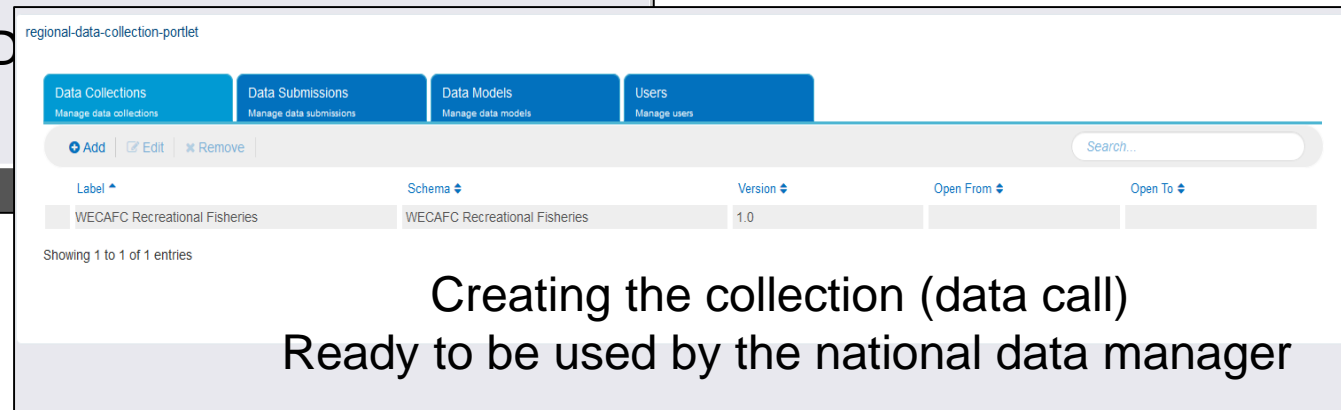 regional-data-collection-portlet
Data Collections Data Submissions Data Models Users
Manage data collections Manage data submissions Manage data models Manage users
Add Edit Remove Search...
Label Schema Version Open From Open To
WECAFC Recreational Fisheries WECAFC Recreational Fisheries 1.0
Showing 1 to 1 of 1 entries
Creating the collection (data call)
Ready to be used by the national data manager